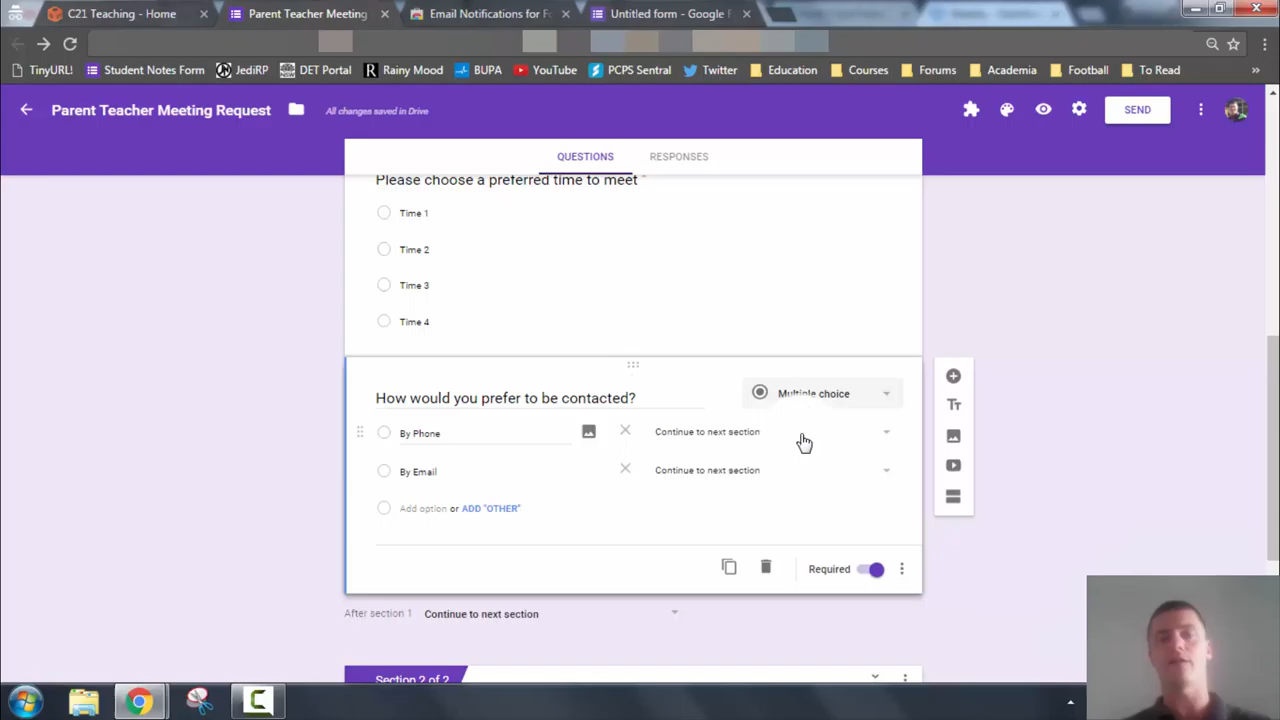 C21 Teaching - Home
Parent Teacher Meeting
Email Notifications for Fo
Untitled form - Google F
TinyURL!
Student Notes Form
JediRP
DET Portal
Rainy Mood
BUPA
YouTube
PCPS Sentral
Twitter
Education
Courses
Forums
Academia
Football
To Read
Parent Teacher Meeting Request
All changes saved in Drive
SEND
QUESTIONS
RESPONSES
Please choose a preferred time to meet *
Time 1
Time 2
Time 3
Time 4
How would you prefer to be contacted?
Multiple choice
By Phone
Continue to next section
By Email
Continue to next section
Add option or ADD "OTHER"
Required
After section 1 Continue to next section
Section 2 of 2